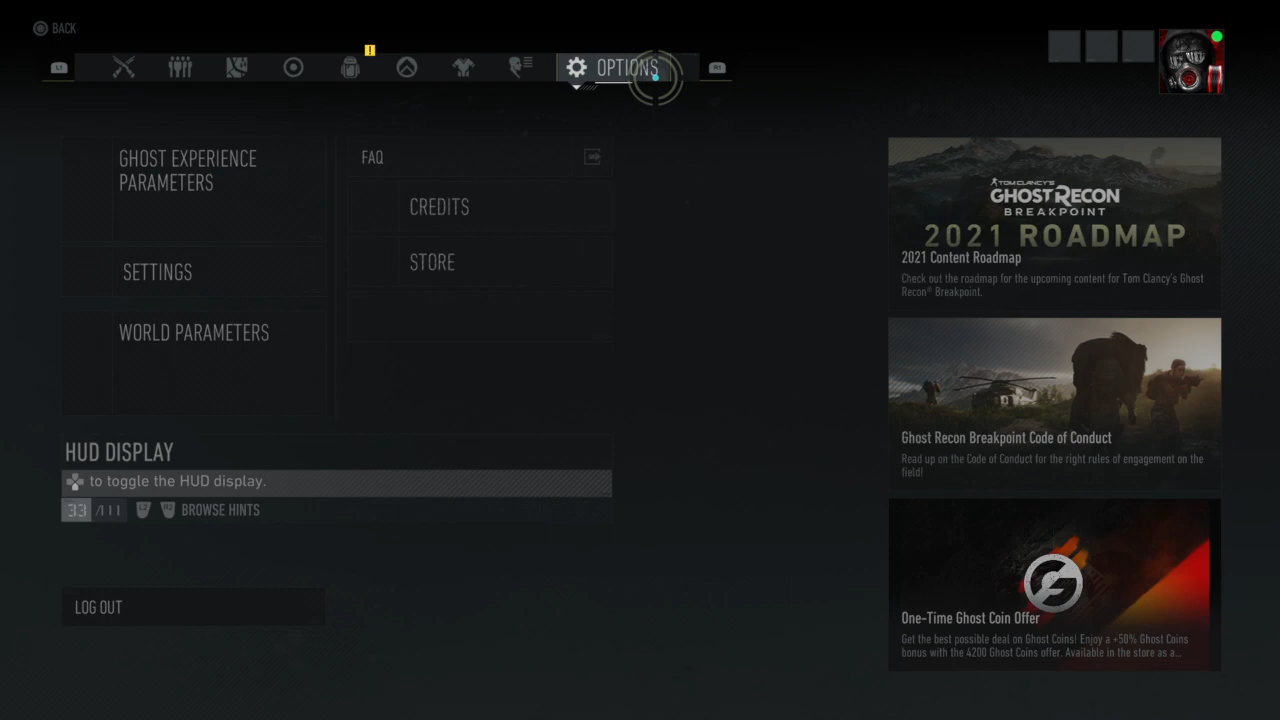 BACK
L1
OPTIONS
R1
GHOST EXPERIENCE
PARAMETERS
SETTINGS
WORLD PARAMETERS
FAQ
CREDITS
STORE
HUD DISPLAY
to toggle the HUD display.
33 /111 L2 R2 BROWSE HINTS
LOG OUT
TOM CLANCY'S
GHOST RECON
BREAKPOINT
2021 ROADMAP
2021 Content Roadmap
Check out the roadmap for the upcoming content for Tom Clancy's Ghost
Recon® Breakpoint.
Ghost Recon Breakpoint Code of Conduct
Read up on the Code of Conduct for the right rules of engagement on the
field!
One-Time Ghost Coin Offer
Get the best possible deal on Ghost Coins! Enjoy a +50% Ghost Coins
bonus with the 4200 Ghost Coins offer. Available in the store as a...